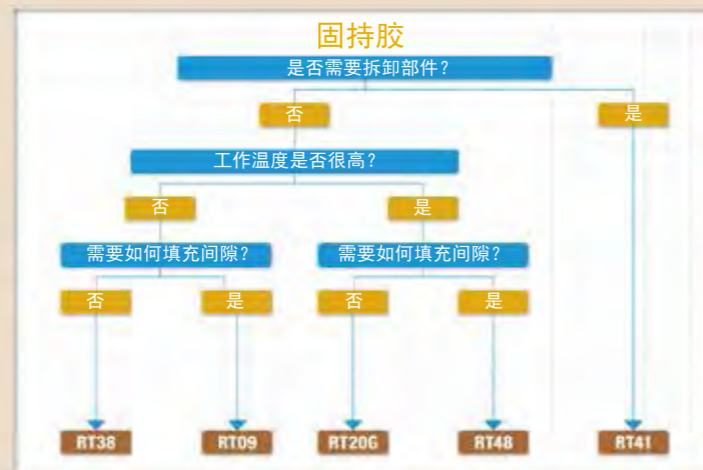 固持胶
是否需要拆卸部件？
否
是
工作温度是否很高？
否
是
需要如何填充间隙？
需要如何填充间隙？
否
是
否
是
RT38
RT09
RT20G
RT48
RT41